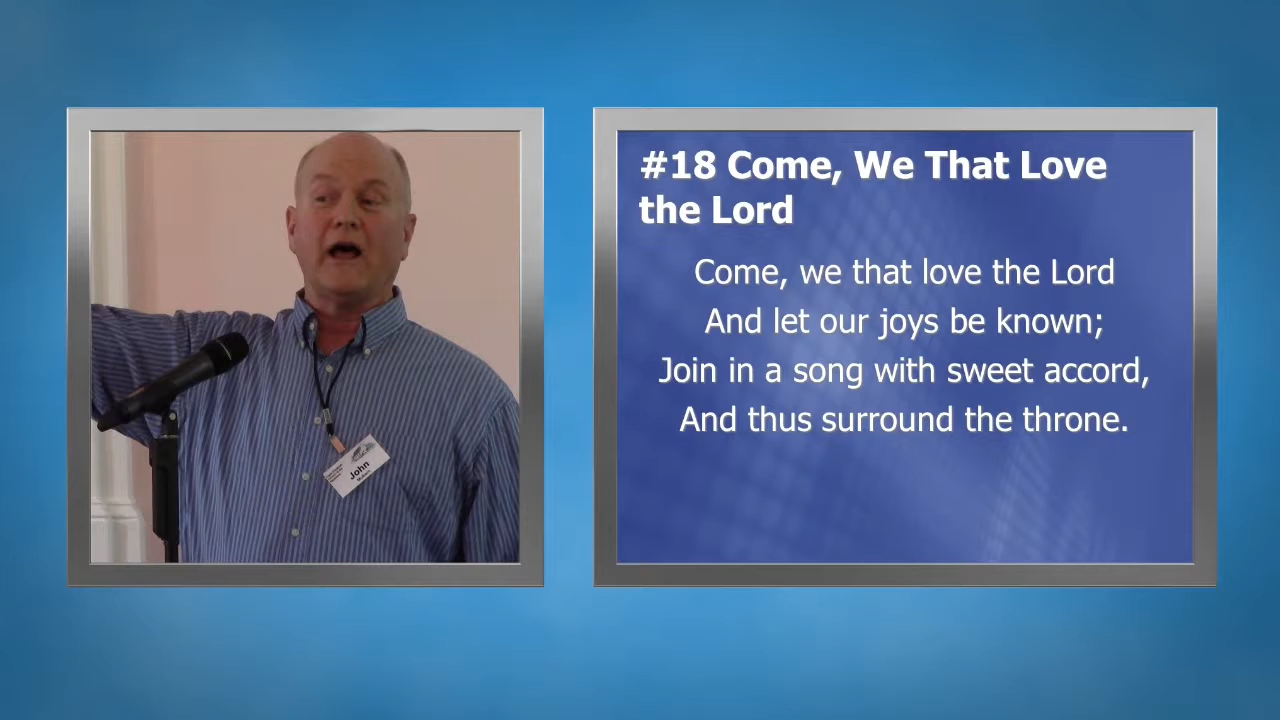 John
#18 Come, We That Love
the Lord
Come, we that love the Lord
And let our joys be known;
Join in a song with sweet accord,
And thus surround the throne.